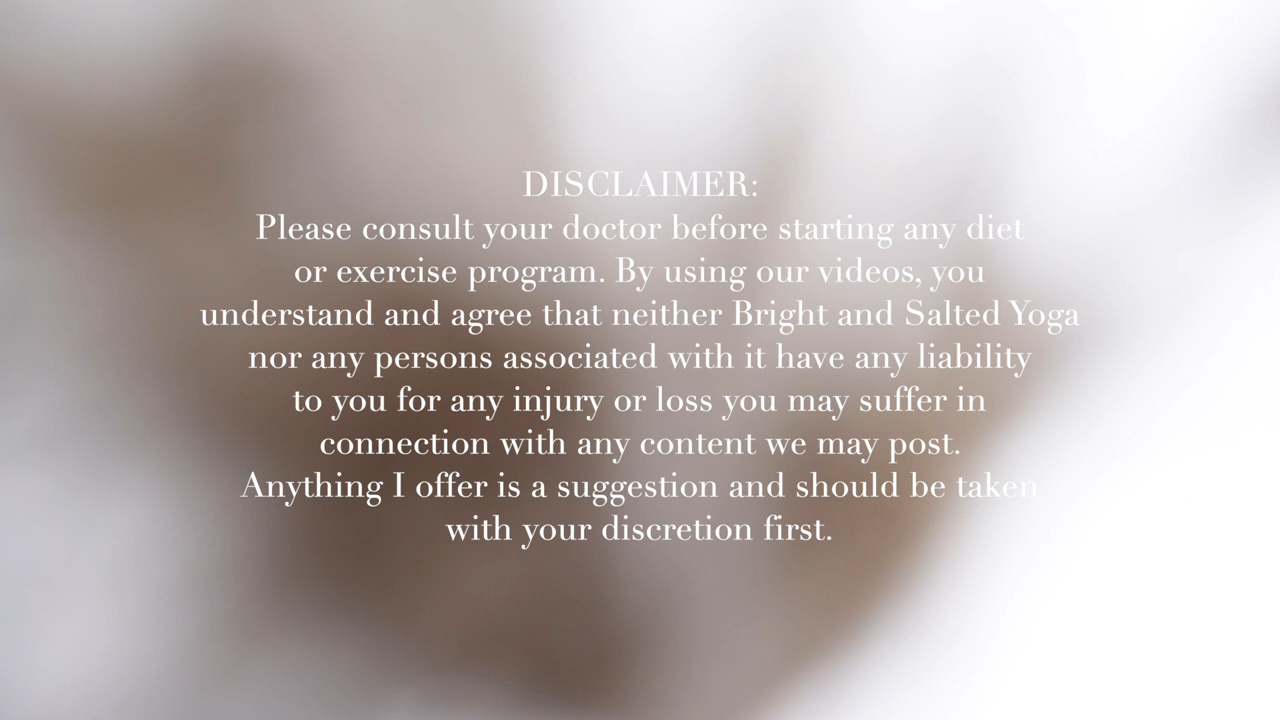 DISCLAIMER:
Please consult your doctor before starting any diet
or exercise program. By using our videos, you
understand and agree that neither Bright and Salted Yoga
nor any persons associated with it have any liability
to you for any injury or loss you may suffer in
connection with any content we may post.
Anything I offer is a suggestion and should be taken
with your discretion first.